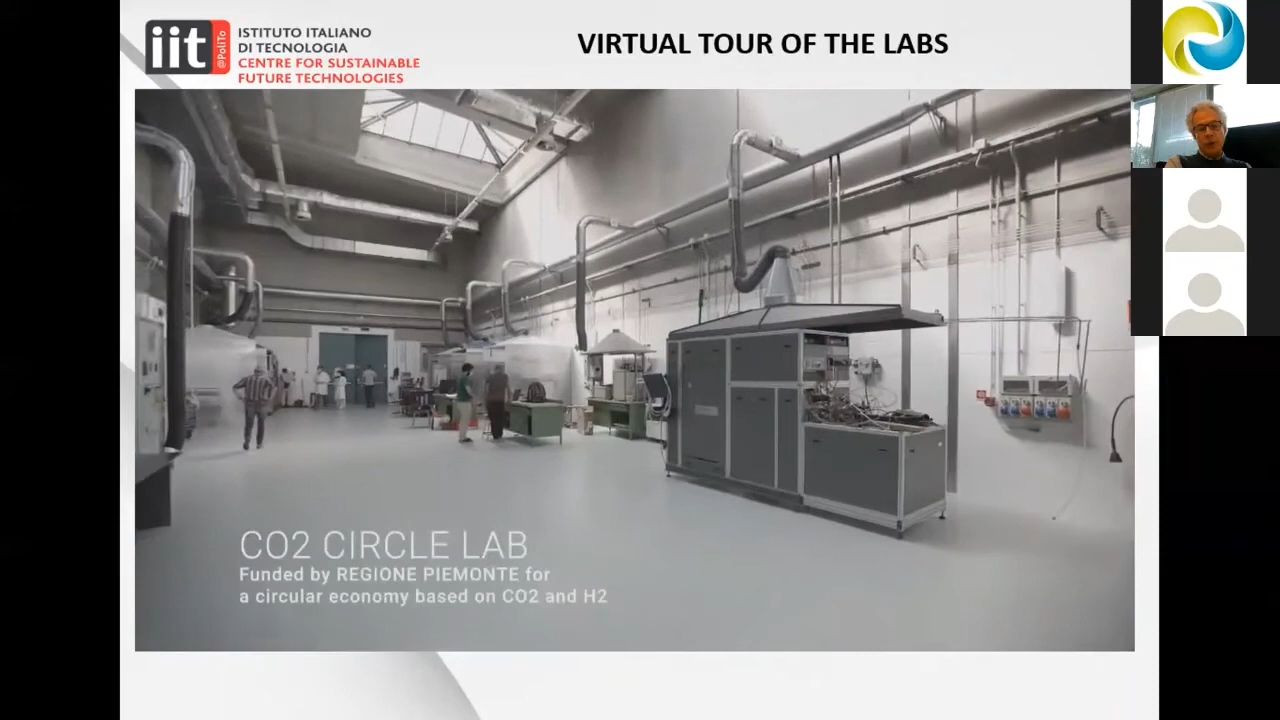 iit
@PoliTo
ISTITUTO ITALIANO
DI TECNOLOGIA
CENTRE FOR SUSTAINABLE
FUTURE TECHNOLOGIES
VIRTUAL TOUR OF THE LABS
CO2 CIRCLE LAB
Funded by REGIONE PIEMONTE for
a circular economy based on CO2 and H2